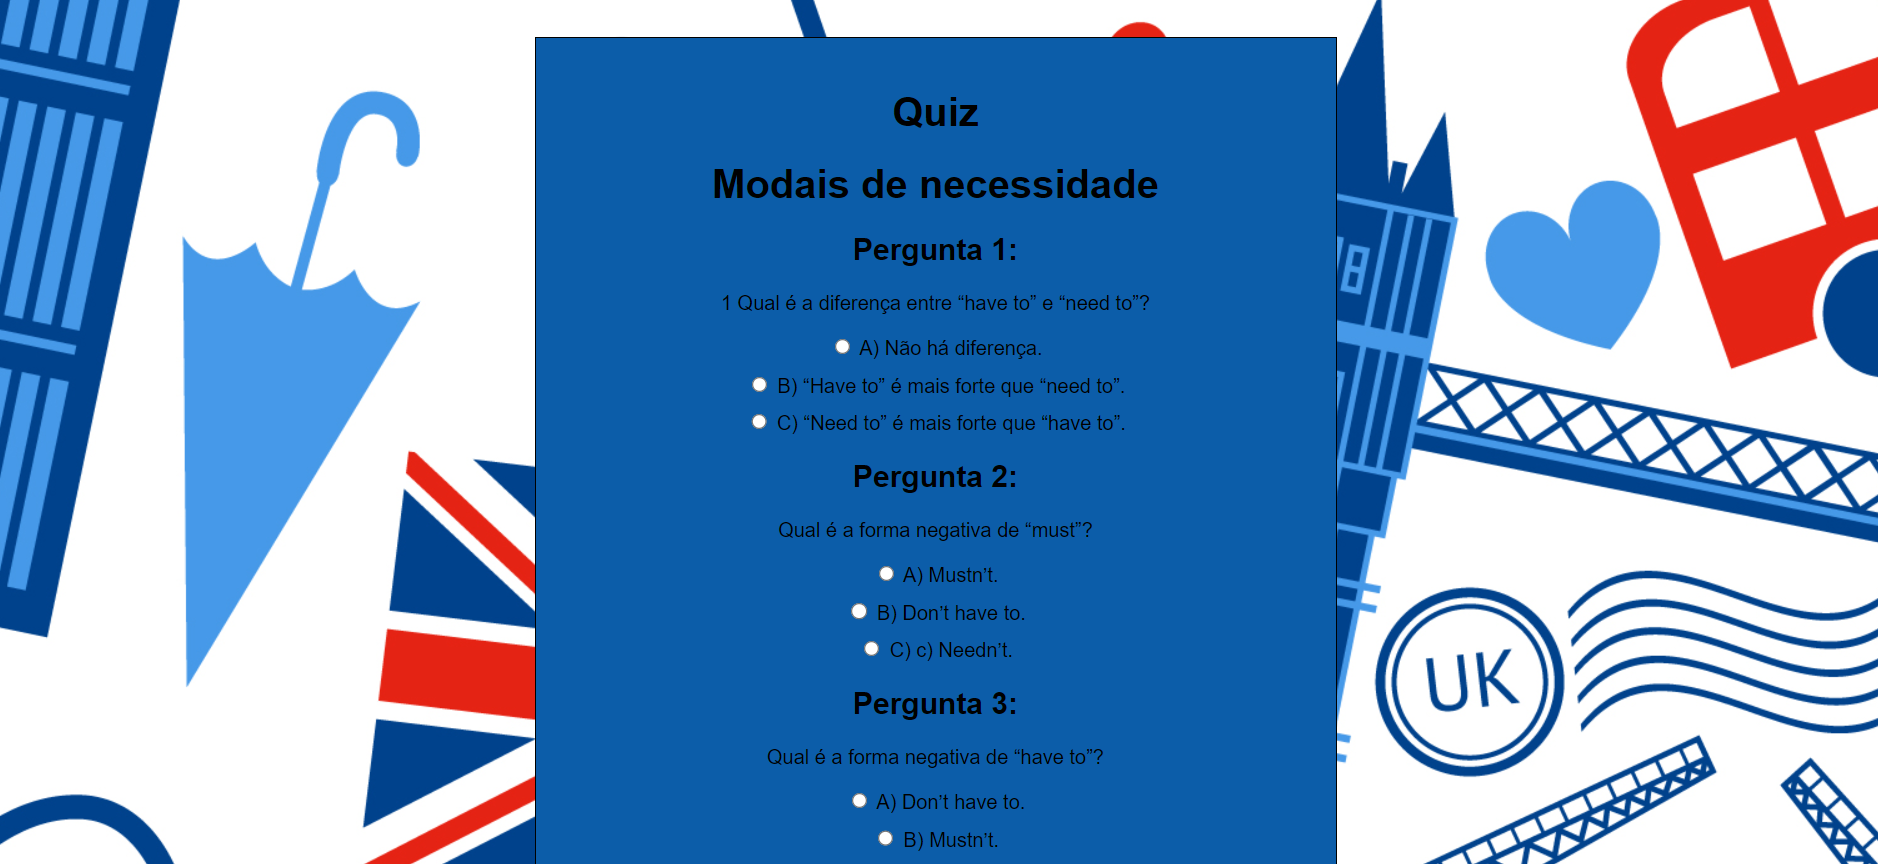 Quiz
Modais de necessidade
Pergunta 1:
1 Qual é a diferença entre “have to” e “need to”?
A) Não há diferença.
B) “Have to” é mais forte que “need to”.
C) “Need to” é mais forte que “have to”.
Pergunta 2:
Qual é a forma negativa de “must”?
A) Mustn’t.
B) Don’t have to.
C) c) Needn’t.
Pergunta 3:
Qual é a forma negativa de “have to”?
A) Don’t have to.
B) Mustn’t.
UK